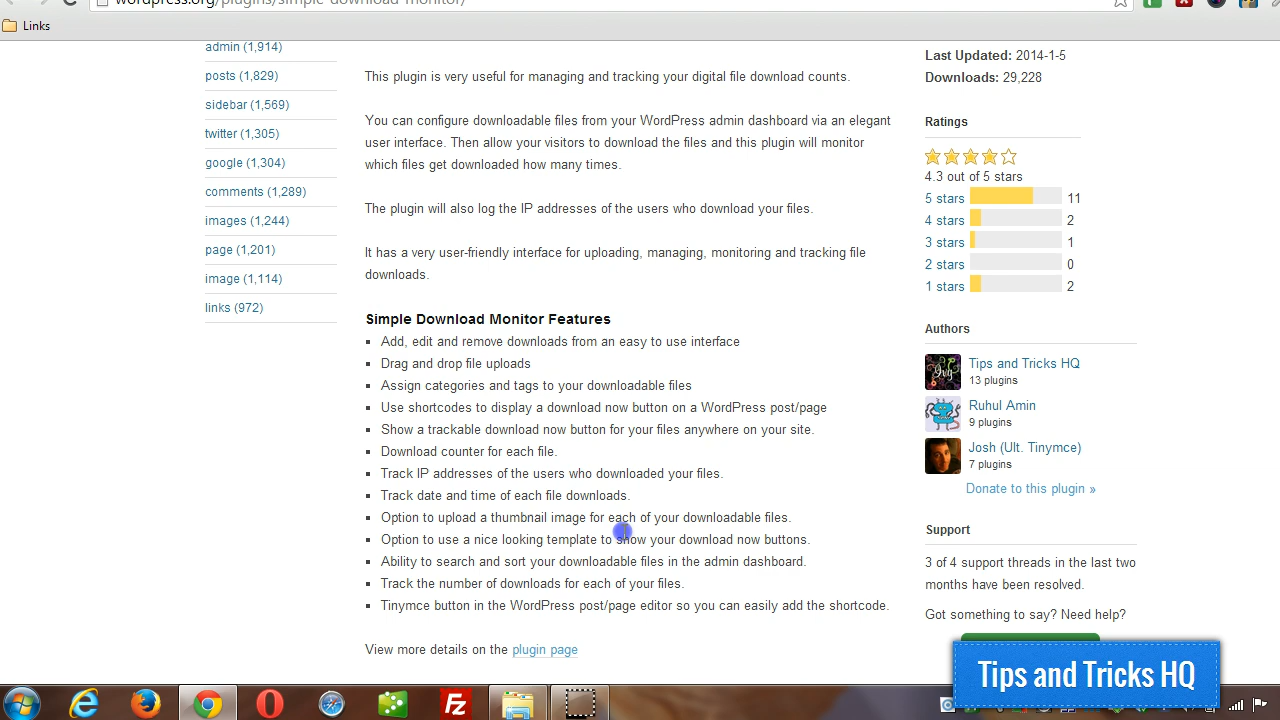 wordpress.org/plugins/simple-download-monitor/
Links
admin (1,914)
posts (1,829)
sidebar (1,569)
twitter (1,305)
google (1,304)
comments (1,289)
images (1,244)
page (1,201)
image (1,114)
links (972)
This plugin is very useful for managing and tracking your digital file download counts.
You can configure downloadable files from your WordPress admin dashboard via an elegant
user interface. Then allow your visitors to download the files and this plugin will monitor
which files get downloaded how many times.
The plugin will also log the IP addresses of the users who download your files.
It has a very user-friendly interface for uploading, managing, monitoring and tracking file
downloads.
Simple Download Monitor Features
Add, edit and remove downloads from an easy to use interface
Drag and drop file uploads
Assign categories and tags to your downloadable files
Use shortcodes to display a download now button on a WordPress post/page
Show a trackable download now button for your files anywhere on your site.
Download counter for each file.
Track IP addresses of the users who downloaded your files.
Track date and time of each file downloads.
Option to upload a thumbnail image for each of your downloadable files.
Option to use a nice looking template to show your download now buttons.
Ability to search and sort your downloadable files in the admin dashboard.
Track the number of downloads for each of your files.
Tinymce button in the WordPress post/page editor so you can easily add the shortcode.
View more details on the plugin page
Last Updated: 2014-1-5
Downloads: 29,228
Ratings
4.3 out of 5 stars
5 stars 11
4 stars 2
3 stars 1
2 stars 0
1 stars 2
Authors
Tips and Tricks HQ
13 plugins
Ruhul Amin
9 plugins
Josh (Ult. Tinymce)
7 plugins
Donate to this plugin »
Support
3 of 4 support threads in the last two
months have been resolved.
Got something to say? Need help?
Tips and Tricks HQ